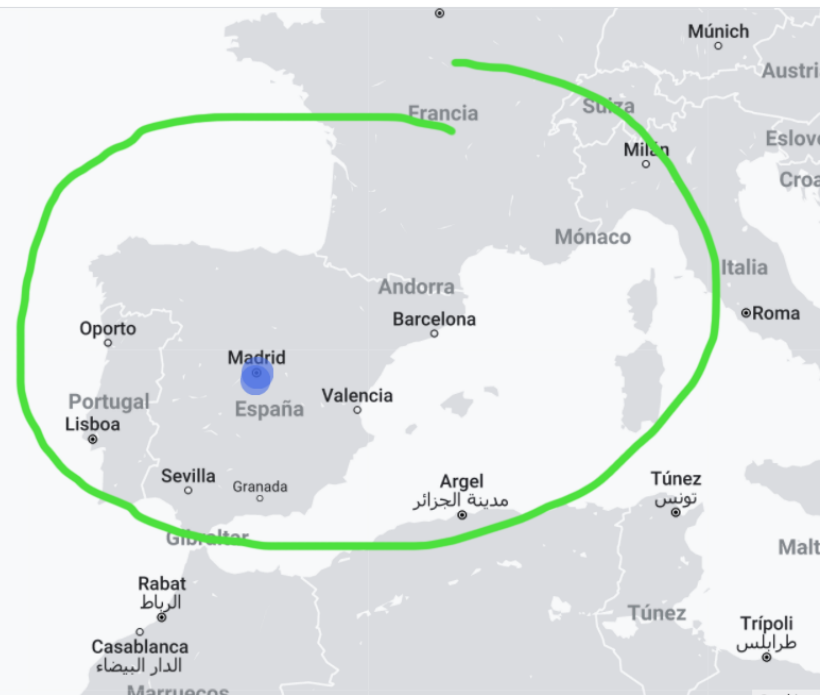 Múnich
Austri
Francia
Suiza
Eslove
Milán
Croa
Mónaco
Italia
Andorra
Roma
Barcelona
Oporto
Madrid
Valencia
Portugal
España
Lisboa
Sevilla
Granada
Argel
مدينة الجزائر
Túnez
تونس
Gibraltar
Malt
Rabat
الرباط
Túnez
Trípoli
طرابلس
Casablanca
الدار البيضاء
Marruecos